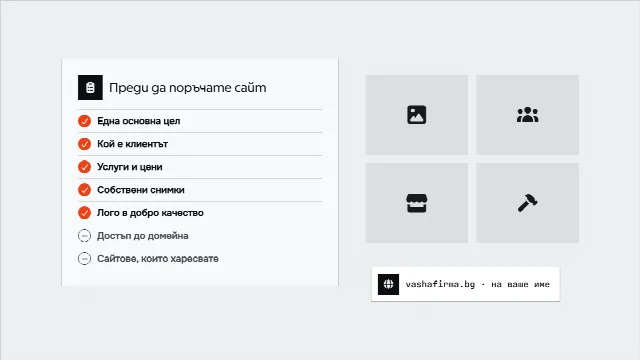 Преди да поръчате сайт
Една основна цел
Кой е клиентът
Услуги и цени
Собствени снимки
Лого в добро качество
Достъп до домейна
Сайтове, които харесвате
vashafirma.bg · на ваше име